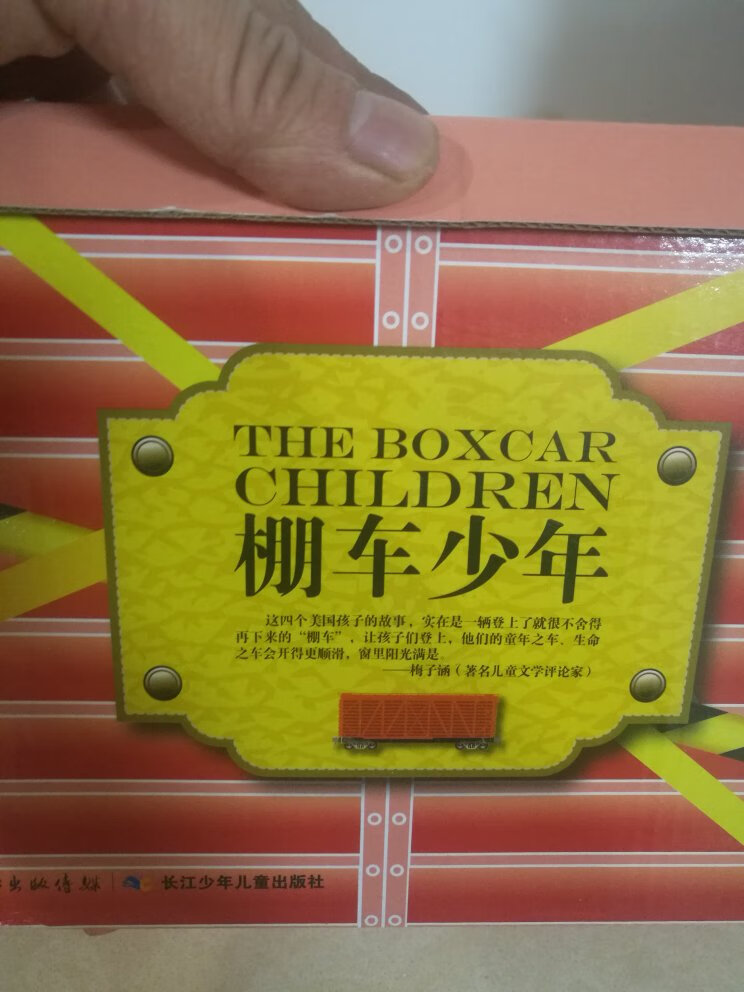 THE BOXCAR
CHILDREN
棚车少年
这四个美国孩子的故事，实在是一辆登上了就很不舍得
再下来的“棚车”，让孩子们登上，他们的童年之车、生命
之车会开得更顺滑，窗里阳光满是。
——梅子涵（著名儿童文学评论家）
出版传媒 长江少年儿童出版社